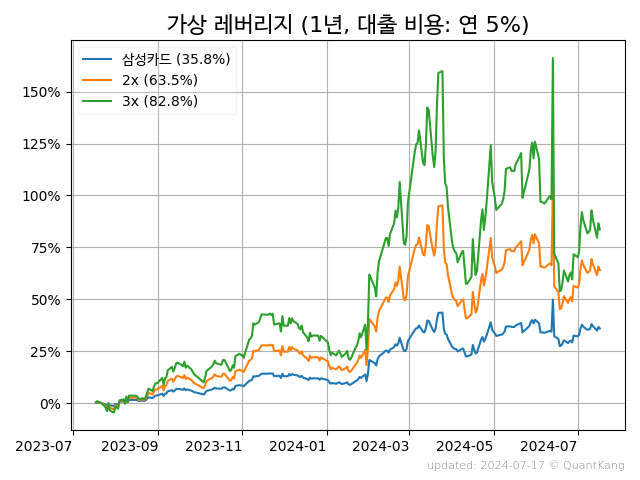 가상 레버리지 (1년, 대출 비용: 연 5%)
삼성카드 (35.8%)
2x (63.5%)
3x (82.8%)
150%
125%
100%
75%
50%
25%
0%
2023-07 2023-09 2023-11 2024-01 2024-03 2024-05 2024-07
updated: 2024-07-17 © QuantKang